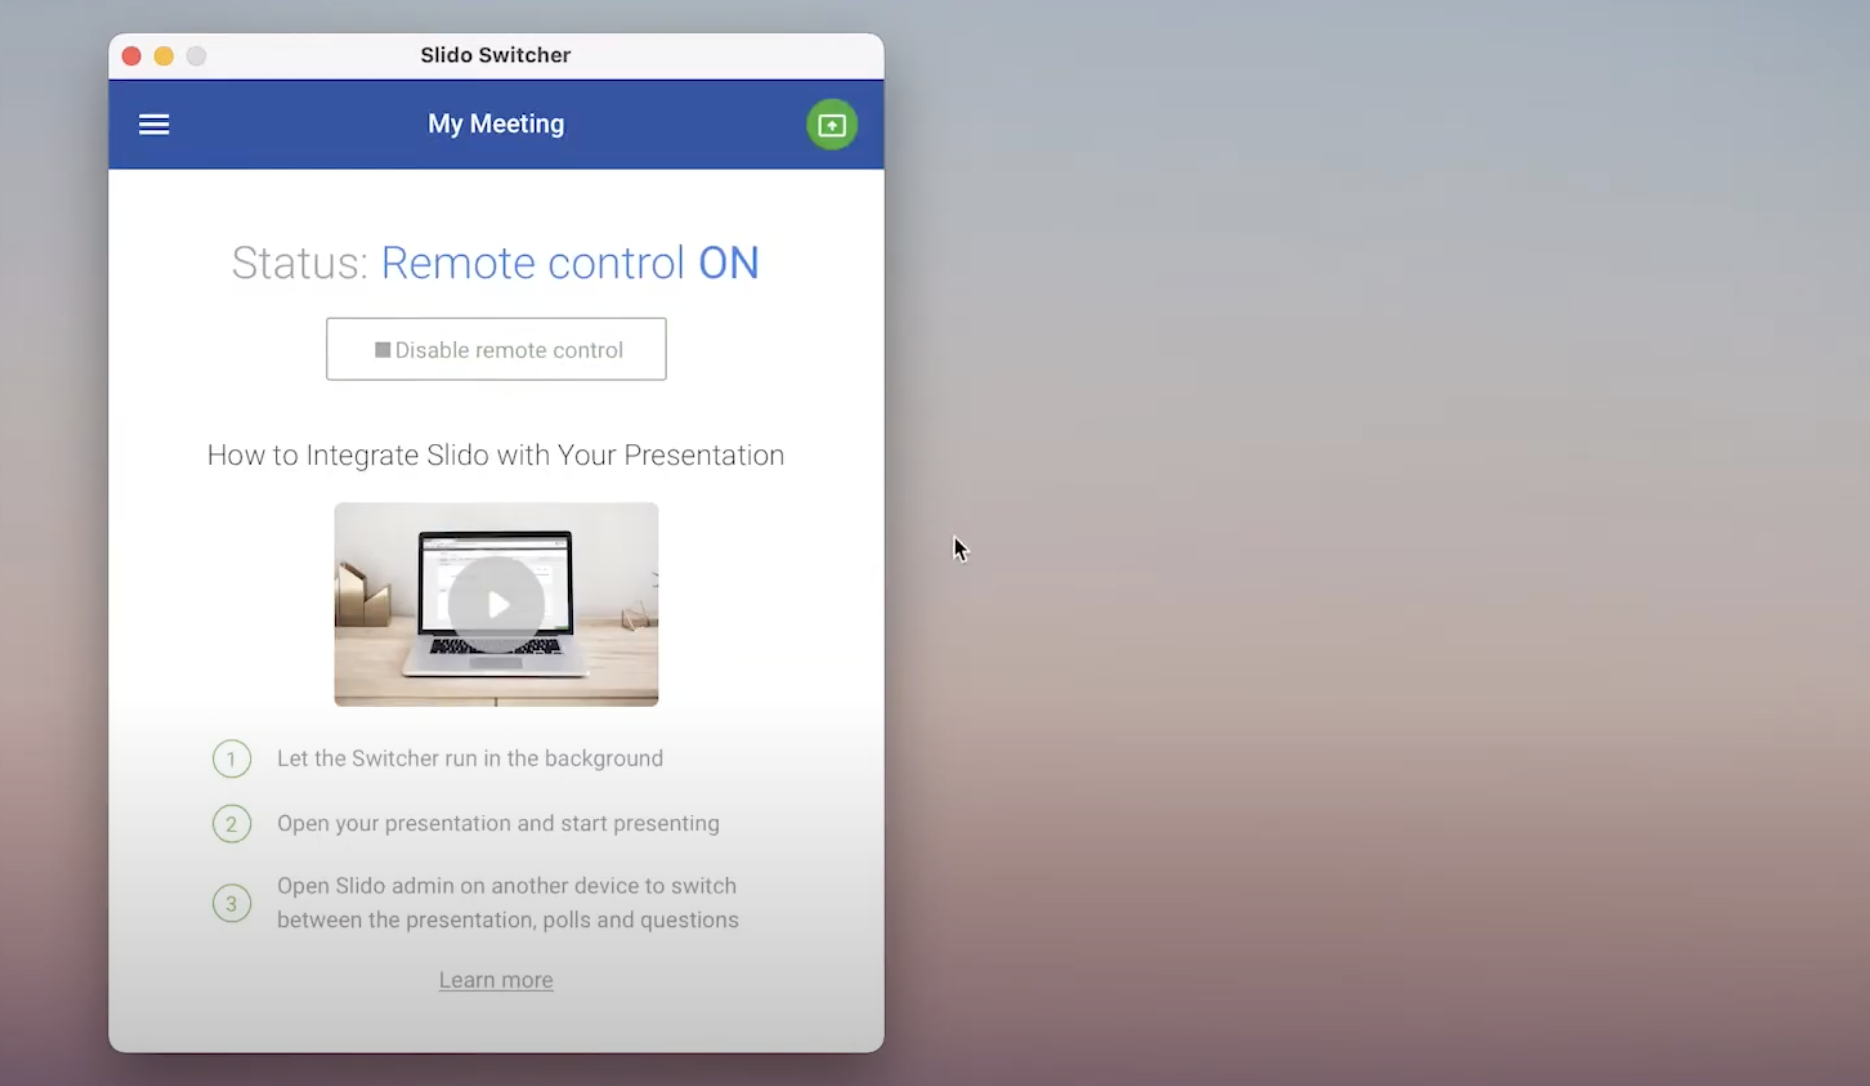 Slido Switcher
My Meeting
Status: Remote control ON
Disable remote control
How to Integrate Slido with Your Presentation
1 Let the Switcher run in the background
2 Open your presentation and start presenting
3 Open Slido admin on another device to switch
between the presentation, polls and questions
Learn more